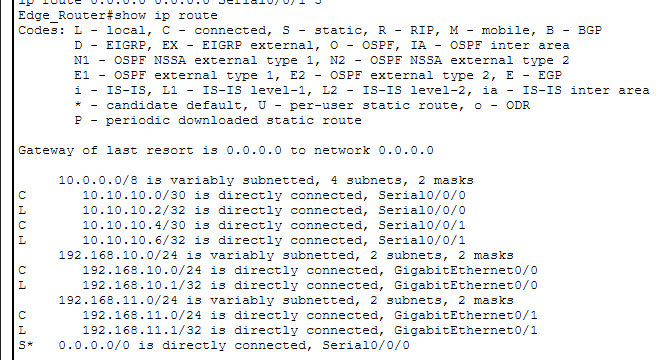 ip route 0.0.0.0 0.0.0.0 Serial0/0/1 5
Edge_Router#show ip route
Codes: L - local, C - connected, S - static, R - RIP, M - mobile, B - BGP
D - EIGRP, EX - EIGRP external, O - OSPF, IA - OSPF inter area
N1 - OSPF NSSA external type 1, N2 - OSPF NSSA external type 2
E1 - OSPF external type 1, E2 - OSPF external type 2, E - EGP
i - IS-IS, L1 - IS-IS level-1, L2 - IS-IS level-2, ia - IS-IS inter area
* - candidate default, U - per-user static route, o - ODR
P - periodic downloaded static route
Gateway of last resort is 0.0.0.0 to network 0.0.0.0
10.0.0.0/8 is variably subnetted, 4 subnets, 2 masks
C 10.10.10.0/30 is directly connected, Serial0/0/0
L 10.10.10.2/32 is directly connected, Serial0/0/0
C 10.10.10.4/30 is directly connected, Serial0/0/1
L 10.10.10.6/32 is directly connected, Serial0/0/1
192.168.10.0/24 is variably subnetted, 2 subnets, 2 masks
C 192.168.10.0/24 is directly connected, GigabitEthernet0/0
L 192.168.10.1/32 is directly connected, GigabitEthernet0/0
192.168.11.0/24 is variably subnetted, 2 subnets, 2 masks
C 192.168.11.0/24 is directly connected, GigabitEthernet0/1
L 192.168.11.1/32 is directly connected, GigabitEthernet0/1
S* 0.0.0.0/0 is directly connected, Serial0/0/0